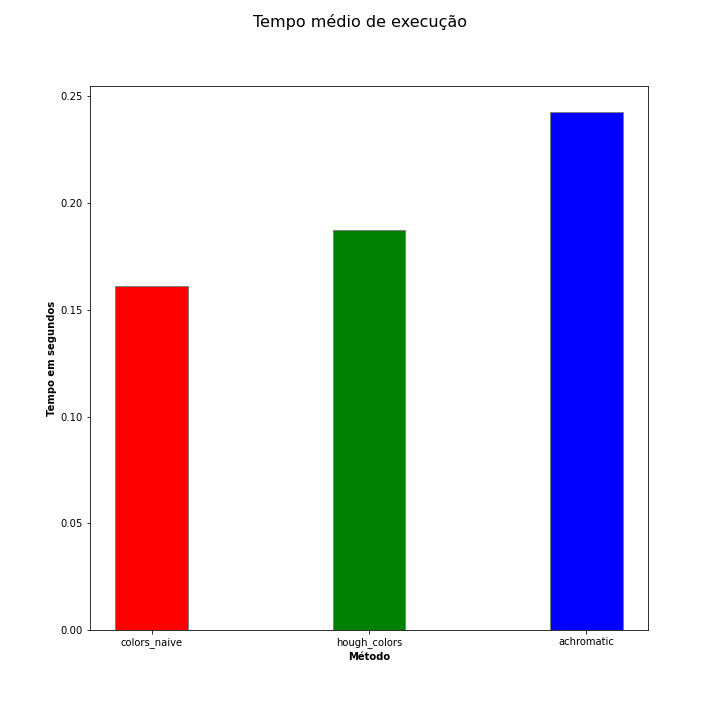 Tempo médio de execução
0.25
0.20
0.15
0.10
0.05
0.00
Tempo em segundos
colors_naive hough_colors achromatic
Método